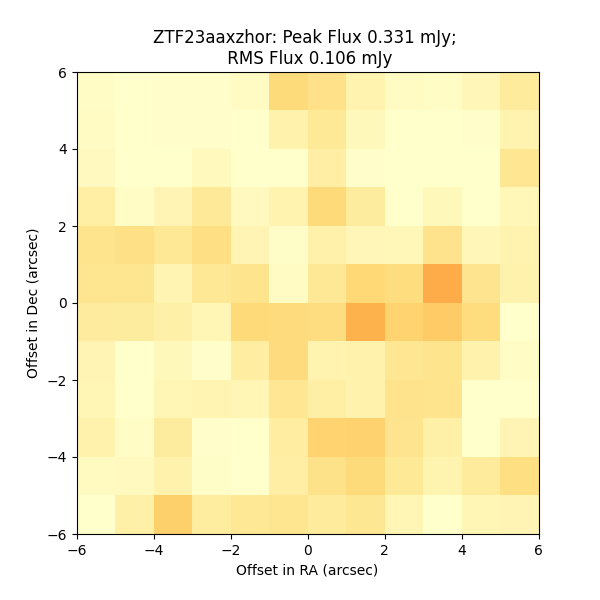 ZTF23aaxzhor: Peak Flux 0.331 mJy;
RMS Flux 0.106 mJy
6
4
2
0
−2
−4
−6
Offset in Dec (arcsec)
−6 −4 −2 0 2 4 6
Offset in RA (arcsec)